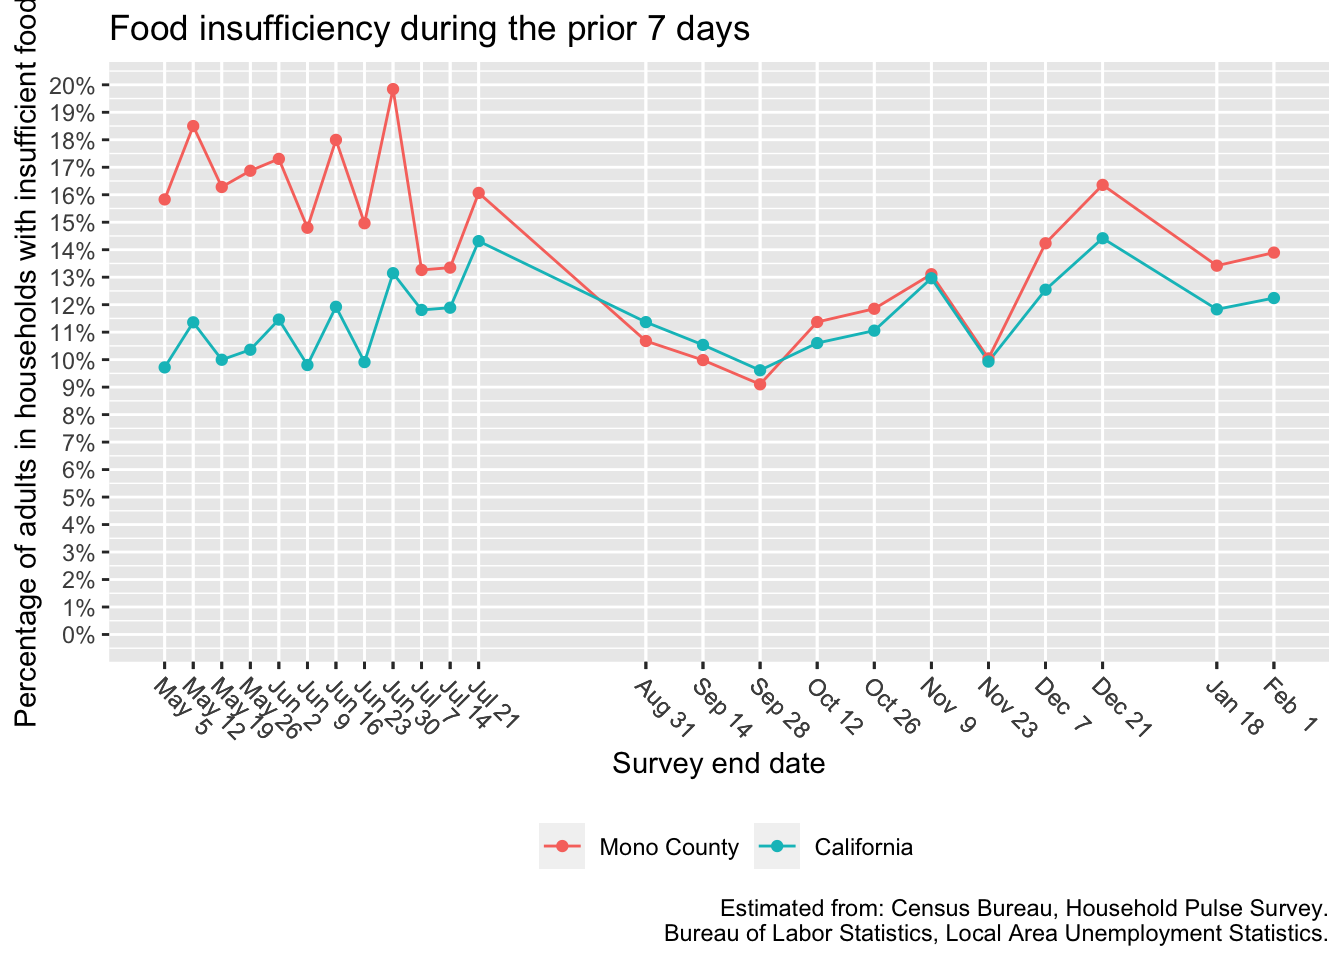 Food insufficiency during the prior 7 days
Percentage of adults in households with insufficient food
20%
19%
18%
17%
16%
15%
14%
13%
12%
11%
10%
9%
8%
7%
6%
5%
4%
3%
2%
1%
0%
May 5
May 12
May 19
May 26
Jun 2
Jun 9
Jun 16
Jun 23
Jun 30
Jul 7
Jul 14
Jul 21
Aug 31
Sep 14
Sep 28
Oct 12
Oct 26
Nov 9
Nov 23
Dec 7
Dec 21
Jan 18
Feb 1
Survey end date
Mono County
California
Estimated from: Census Bureau, Household Pulse Survey.
Bureau of Labor Statistics, Local Area Unemployment Statistics.